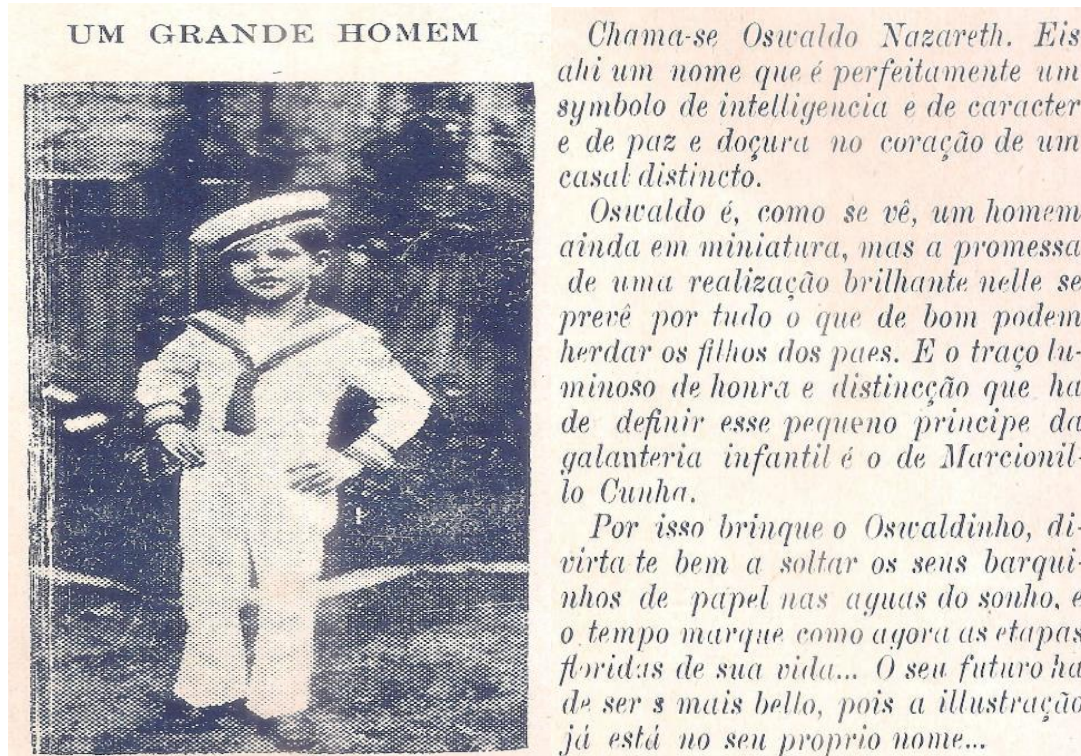 UM GRANDE HOMEM
Chama-se Oswaldo Nazareth. Eis
ahi um nome que é perfeitamente um
symbolo de intelligencia e de caracter
e de paz e doçura no coração de um
casal distincto.
Oswaldo é, como se vê, um homem
ainda em miniatura, mas a promessa
de uma realização brilhante nelle se
prevê por tudo o que de bom podem
herdar os filhos dos paes. E o traço lu-
minoso de honra e distincção que ha
de definir esse pequeno principe da
galanteria infantil é o de Marcionil-
lo Cunha.
Por isso brinque o Oswaldinho, di-
virta te bem a soltar os seus barqui-
nhos de papel nas aguas do sonho, e
o tempo marque como agora as etapas
floridas de sua vida... O seu futuro ha
de ser s mais bello, pois a illustração
já está no seu proprio nome...